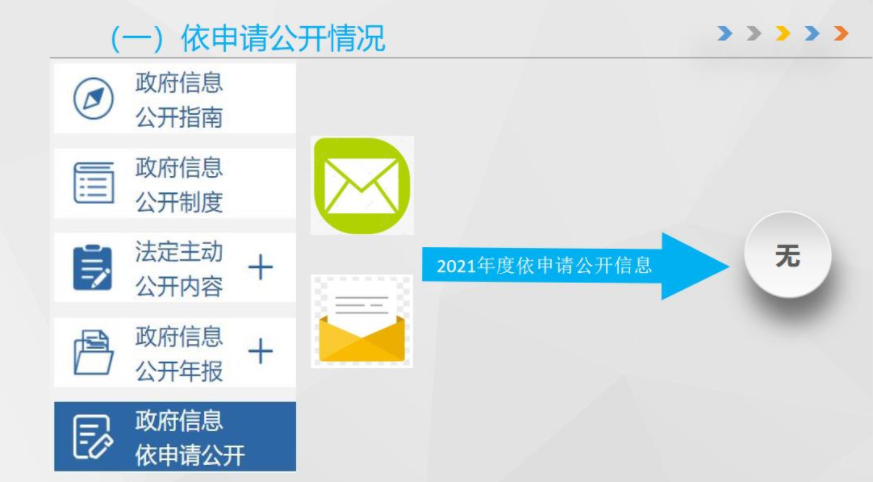 （一）依申请公开情况
政府信息
公开指南
政府信息
公开制度
法定主动
公开内容
政府信息
公开年报
政府信息
依申请公开
2021年度依申请公开信息
无